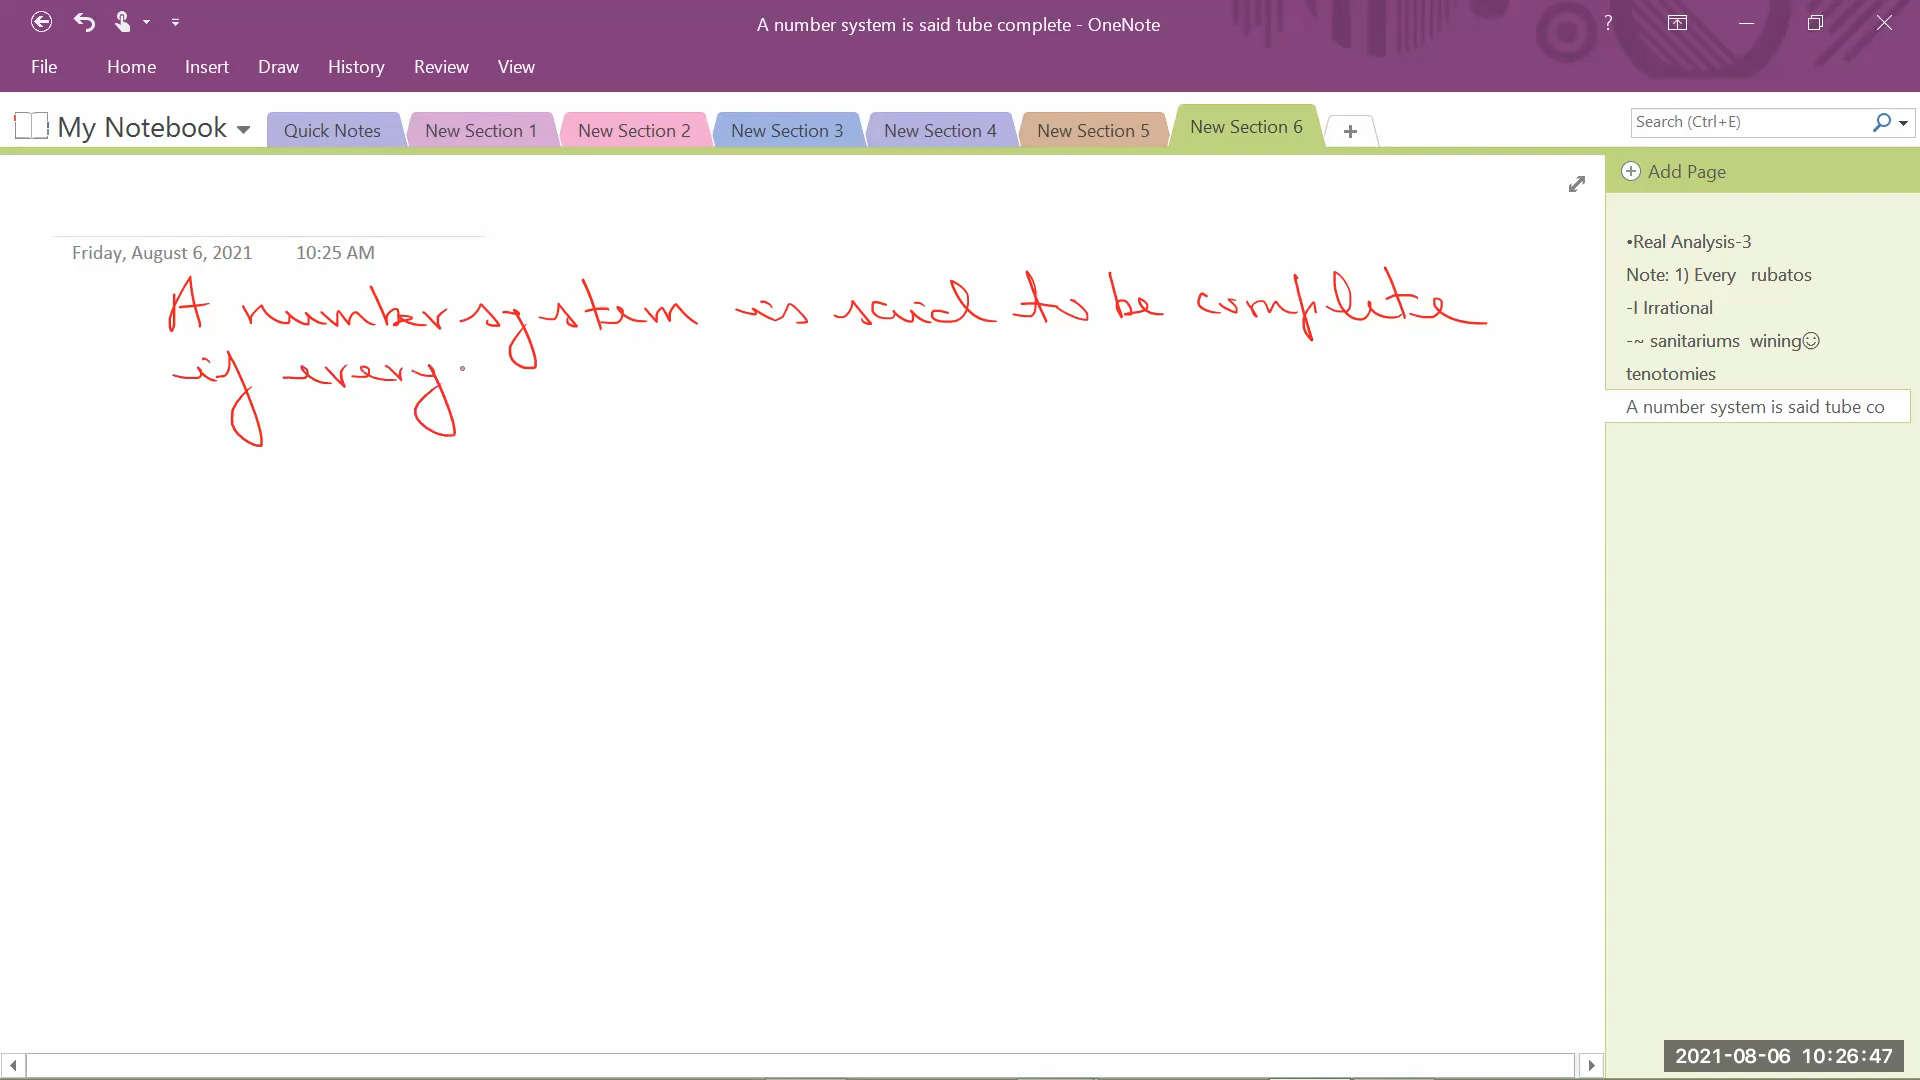 A number system is said tube complete - OneNote
?
File Home Insert Draw History Review View
My Notebook
Quick Notes New Section 1 New Section 2 New Section 3 New Section 4 New Section 5 New Section 6 +
Search (Ctrl+E)
Add Page
Friday, August 6, 2021 10:25 AM
A number system is said to be complete
if every
•Real Analysis-3
Note: 1) Every rubatos
-I Irrational
-~ sanitariums wining☺
tenotomies
A number system is said tube co
2021-08-06 10:26:47